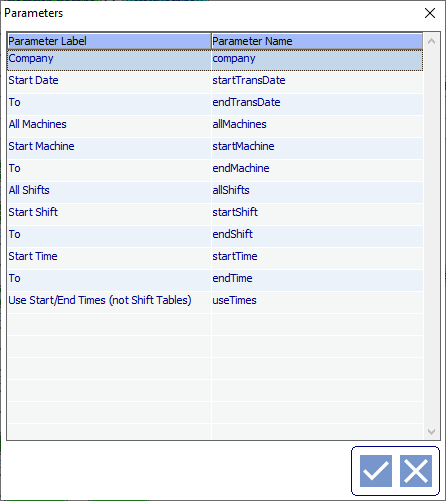 Parameters
Parameter Label Parameter Name
Company company
Start Date startTransDate
To endTransDate
All Machines allMachines
Start Machine startMachine
To endMachine
All Shifts allShifts
Start Shift startShift
To endShift
Start Time startTime
To endTime
Use Start/End Times (not Shift Tables) useTimes